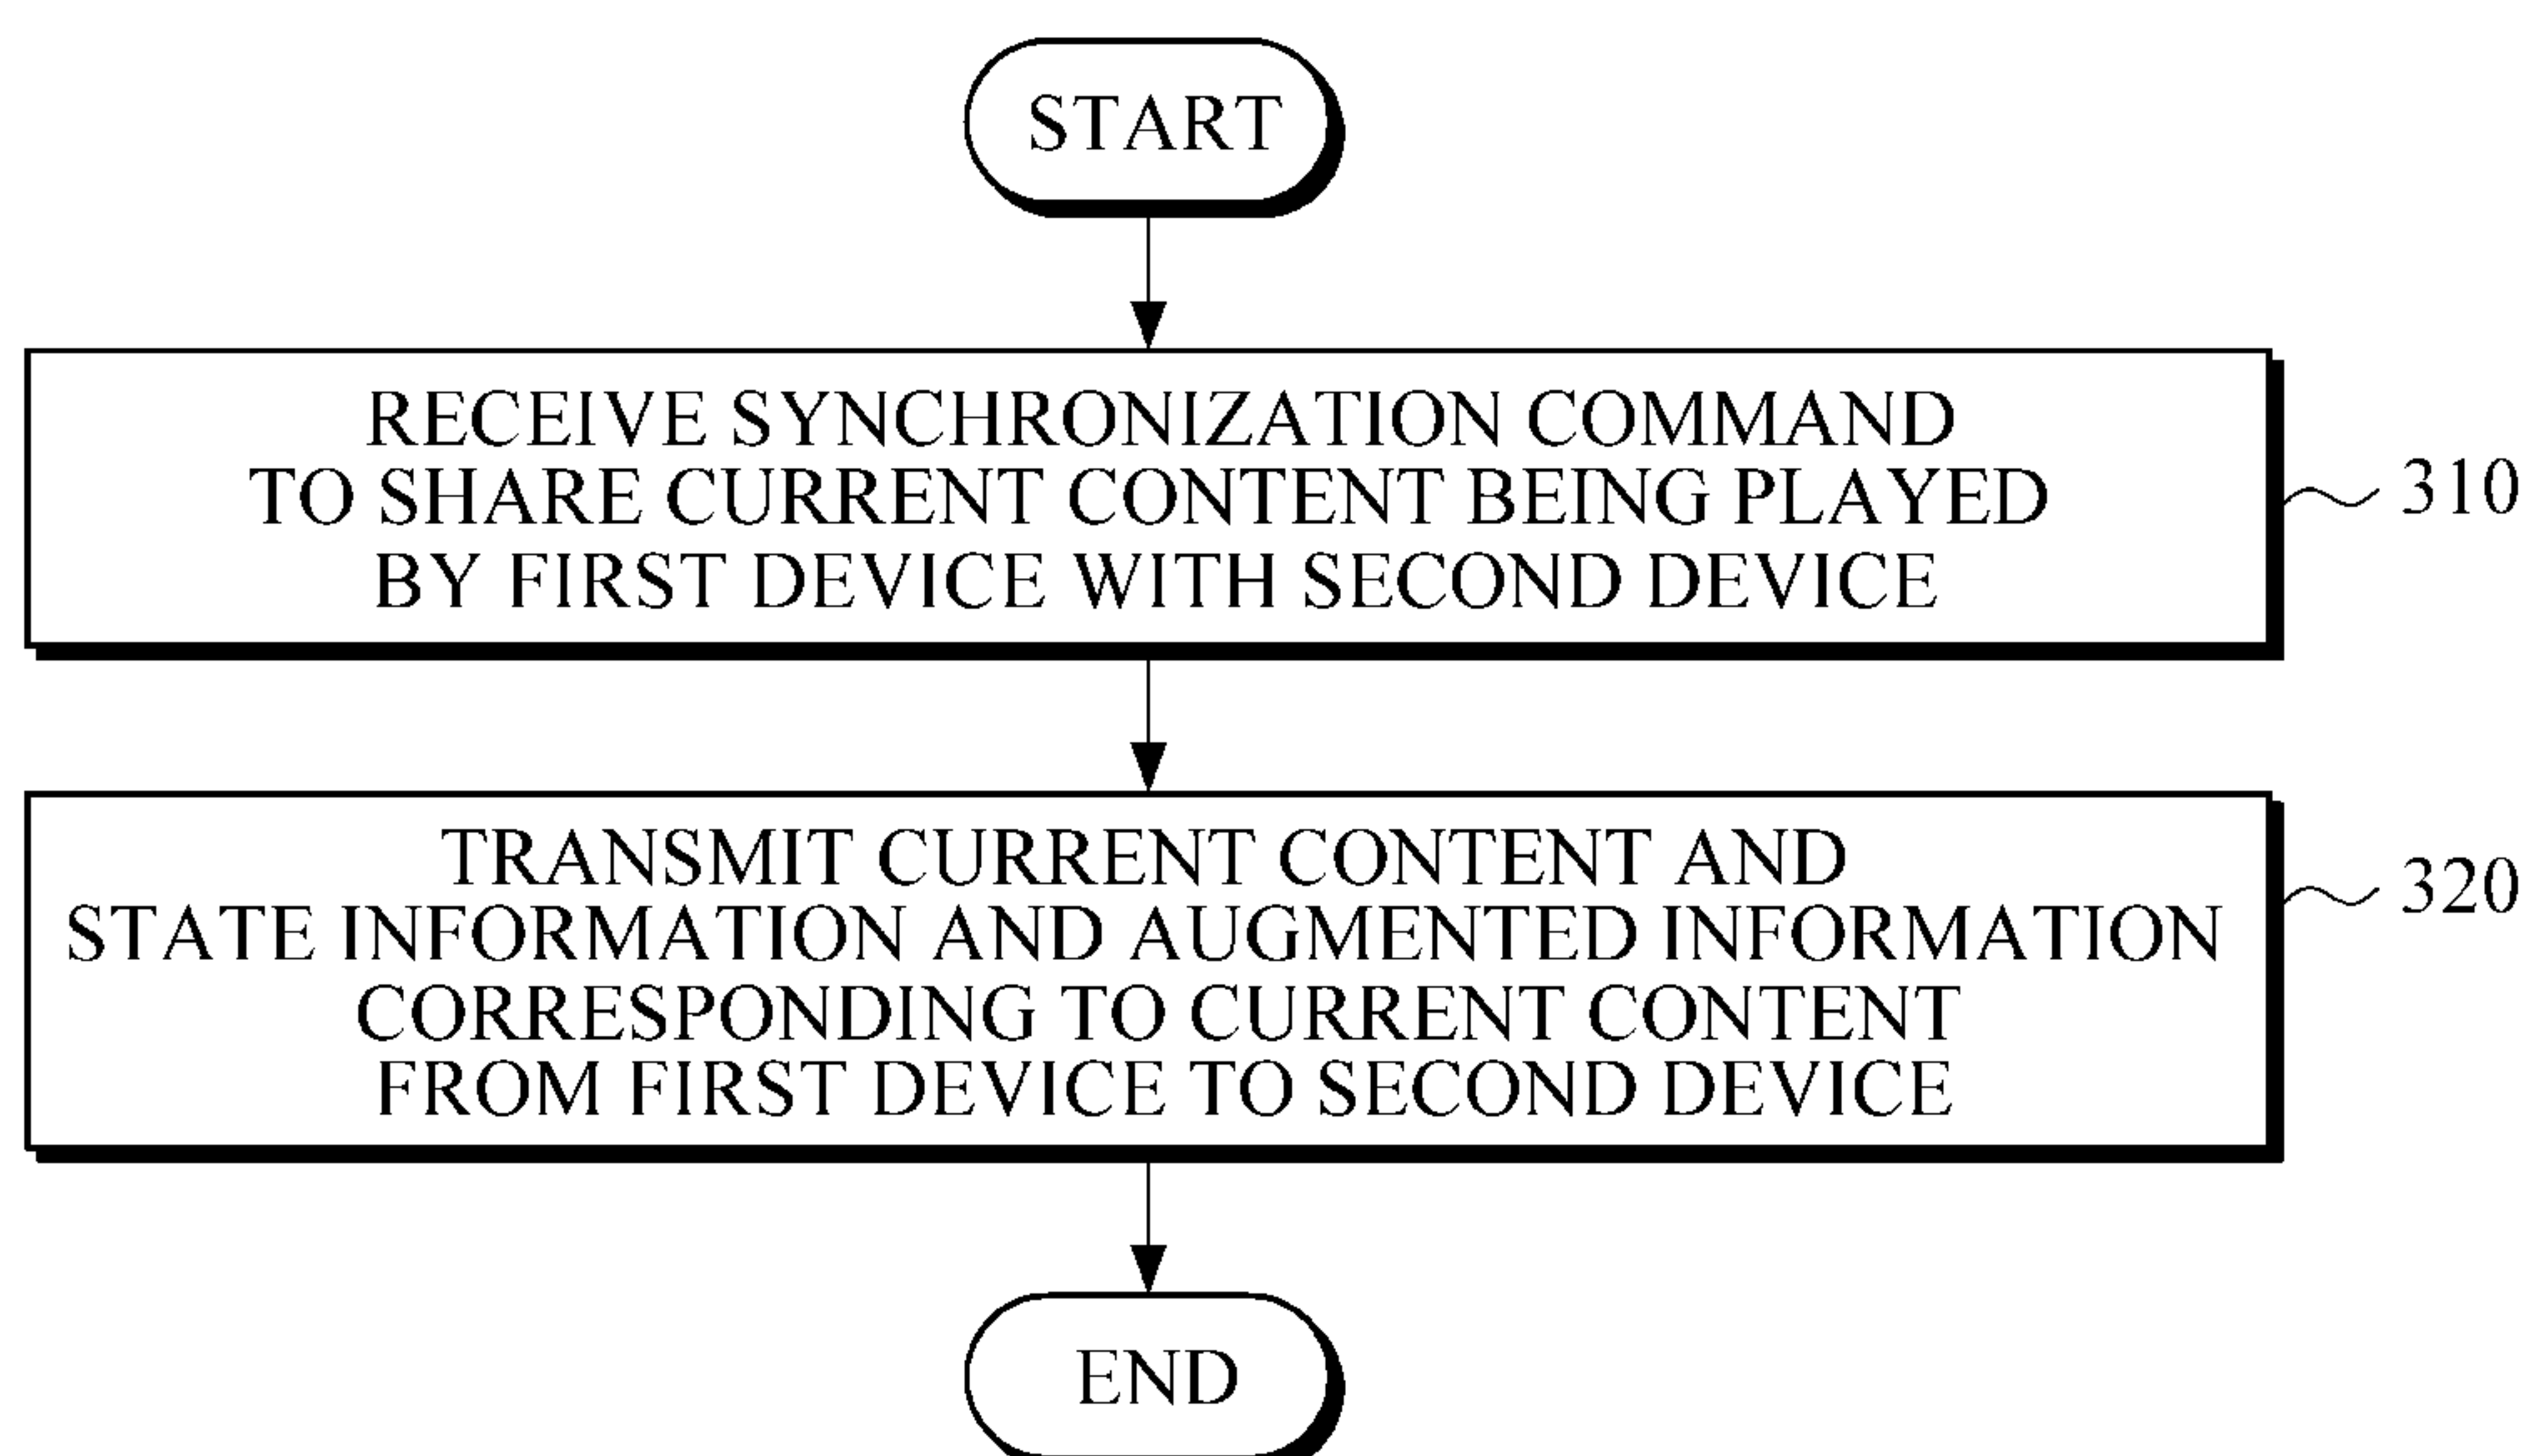 START
RECEIVE SYNCHRONIZATION COMMAND
TO SHARE CURRENT CONTENT BEING PLAYED
BY FIRST DEVICE WITH SECOND DEVICE
310
TRANSMIT CURRENT CONTENT AND
STATE INFORMATION AND AUGMENTED INFORMATION
CORRESPONDING TO CURRENT CONTENT
FROM FIRST DEVICE TO SECOND DEVICE
320
END